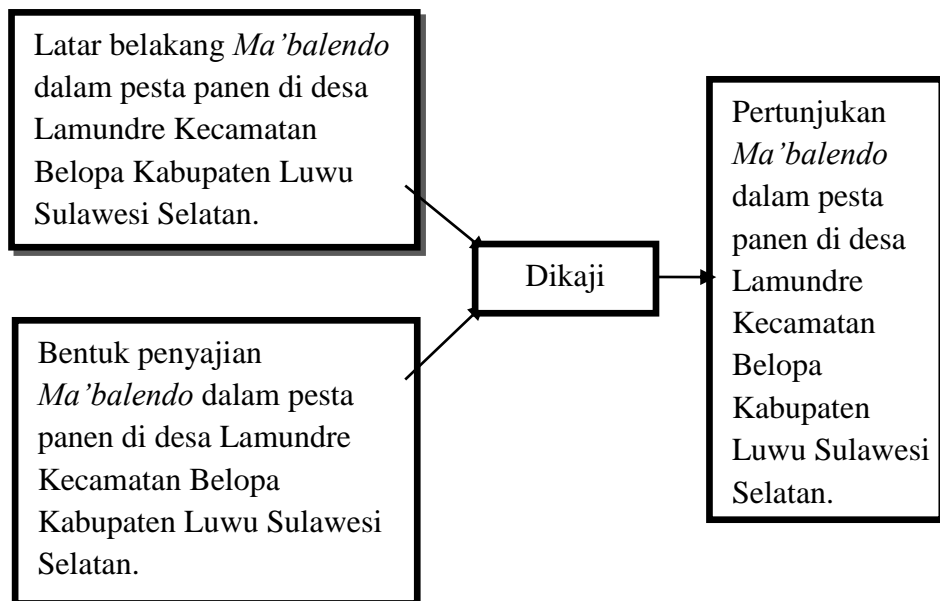 Latar belakang Ma’balendo
dalam pesta panen di desa
Lamundre Kecamatan
Belopa Kabupaten Luwu
Sulawesi Selatan.
Bentuk penyajian
Ma’balendo dalam pesta
panen di desa Lamundre
Kecamatan Belopa
Kabupaten Luwu Sulawesi
Selatan.
Dikaji
Pertunjukan
Ma’balendo
dalam pesta
panen di desa
Lamundre
Kecamatan
Belopa
Kabupaten
Luwu Sulawesi
Selatan.